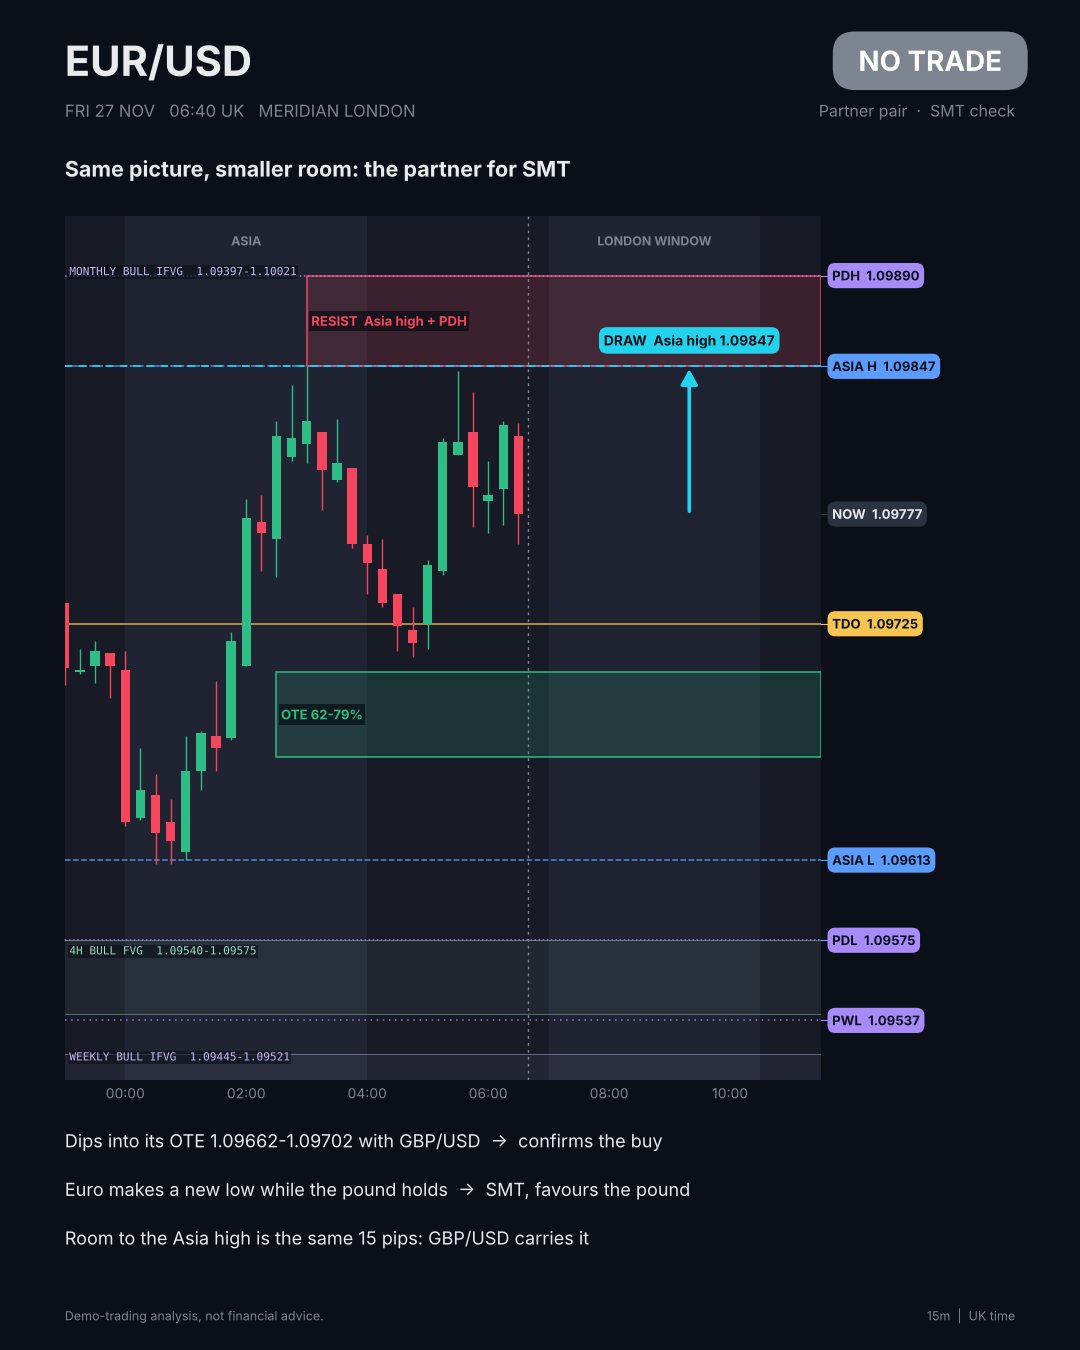 EUR/USD
NO TRADE
FRI 27 NOV 06:40 UK MERIDIAN LONDON
Partner pair · SMT check
Same picture, smaller room: the partner for SMT
ASIA
LONDON WINDOW
MONTHLY BULL IFVG 1.09397-1.10021
PDH 1.09890
RESIST Asia high + PDH
DRAW Asia high 1.09847
ASIA H 1.09847
NOW 1.09777
TDO 1.09725
OTE 62-79%
ASIA L 1.09613
PDL 1.09575
4H BULL FVG 1.09540-1.09575
PWL 1.09537
WEEKLY BULL IFVG 1.09445-1.09521
00:00 02:00 04:00 06:00 08:00 10:00
Dips into its OTE 1.09662-1.09702 with GBP/USD → confirms the buy
Euro makes a new low while the pound holds → SMT, favours the pound
Room to the Asia high is the same 15 pips: GBP/USD carries it
Demo-trading analysis, not financial advice.
15m | UK time